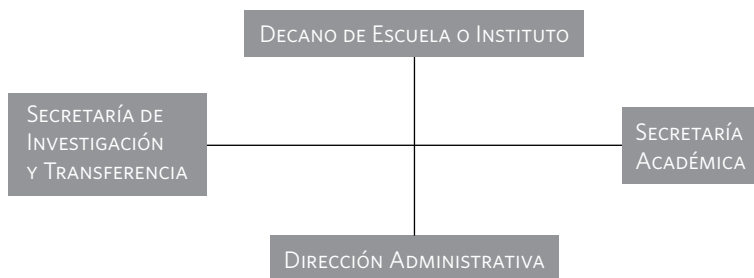 Decano de Escuela o Instituto
Secretaría de
Investigación
y Transferencia
Secretaría
Académica
Dirección Administrativa